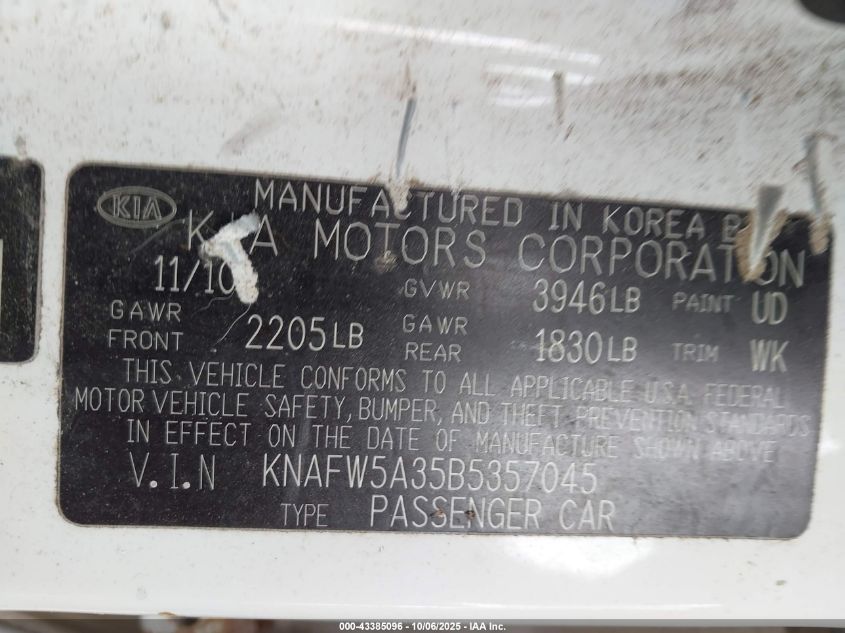 KIA
MANUFACTURED IN KOREA
KIA MOTORS CORPORATION
11/10
GVWR 3946LB PAINT UD
GAWR FRONT 2205LB GAWR REAR 1830LB TRIM WK
THIS VEHICLE CONFORMS TO ALL APPLICABLE U.S.A. FEDERAL
MOTOR VEHICLE SAFETY, BUMPER, AND THEFT PREVENTION STANDARDS
IN EFFECT ON THE DATE OF MANUFACTURE SHOWN ABOVE
V.I.N KNAFW5A35B5357045
TYPE PASSENGER CAR
000-43385096 - 10/06/2025 - IAA Inc.